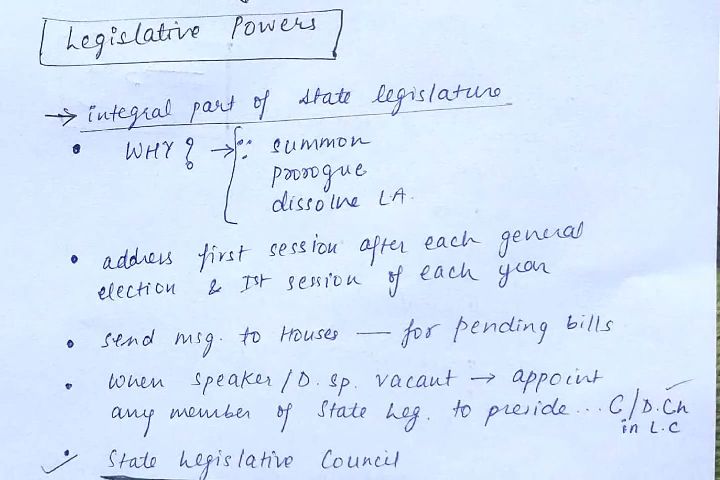 Legislative Powers
→ integral part of state legislature
• WHY? → ∵ summon
prorogue
dissolve L.A.
• address first session after each general
election & Ist session of each year
• send msg. to Houses — for pending bills
• when speaker/D. sp. vacant → appoint
any member of State Leg. to preside... C/D.Ch
in L.C
• State Legislative Council